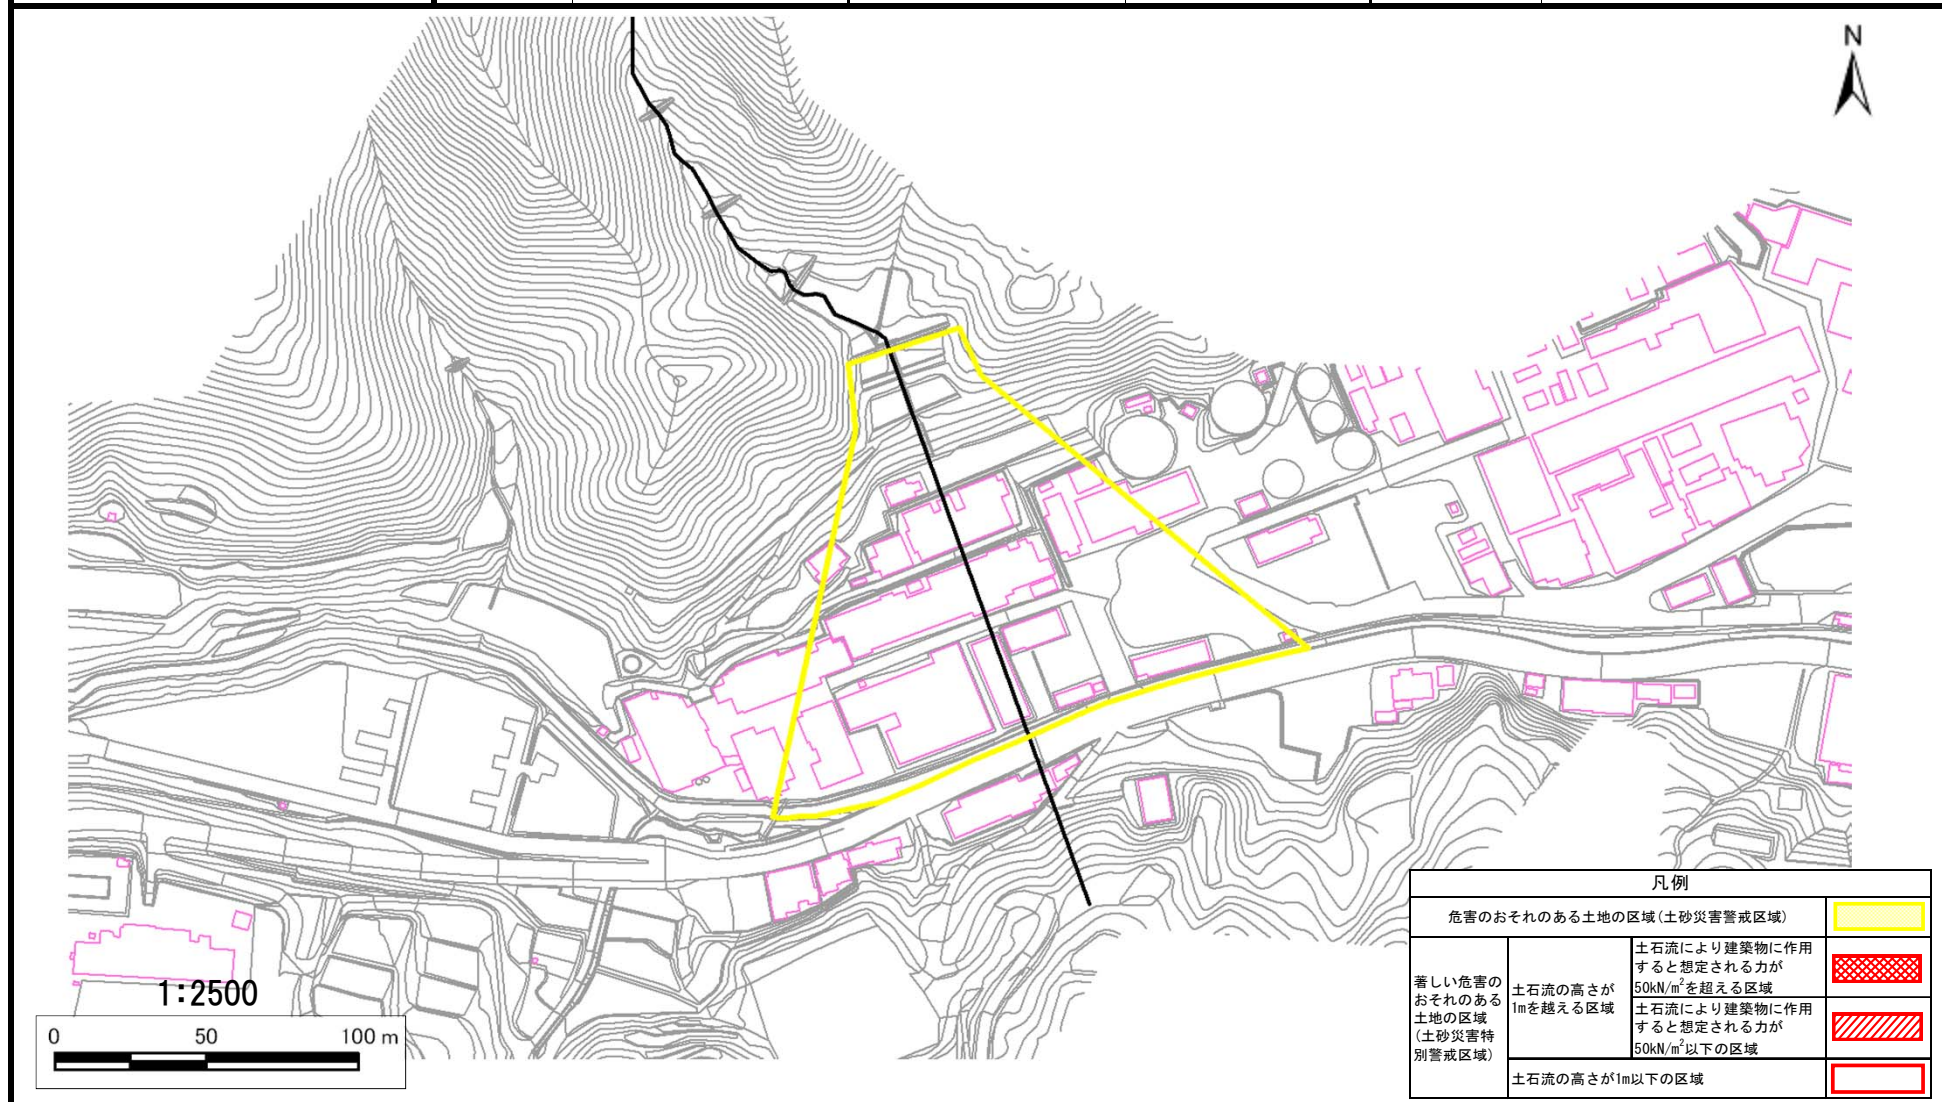 N
凡例
危害のおそれのある土地の区域(土砂災害警戒区域)
著しい危害の
おそれのある
土地の区域
(土砂災害特
別警戒区域)
土石流の高さが
1mを越える区域
土石流により建築物に作用
すると想定される力が
50kN/m²を超える区域
土石流により建築物に作用
すると想定される力が
50kN/m²以下の区域
土石流の高さが1m以下の区域
1:2500
0 50 100 m